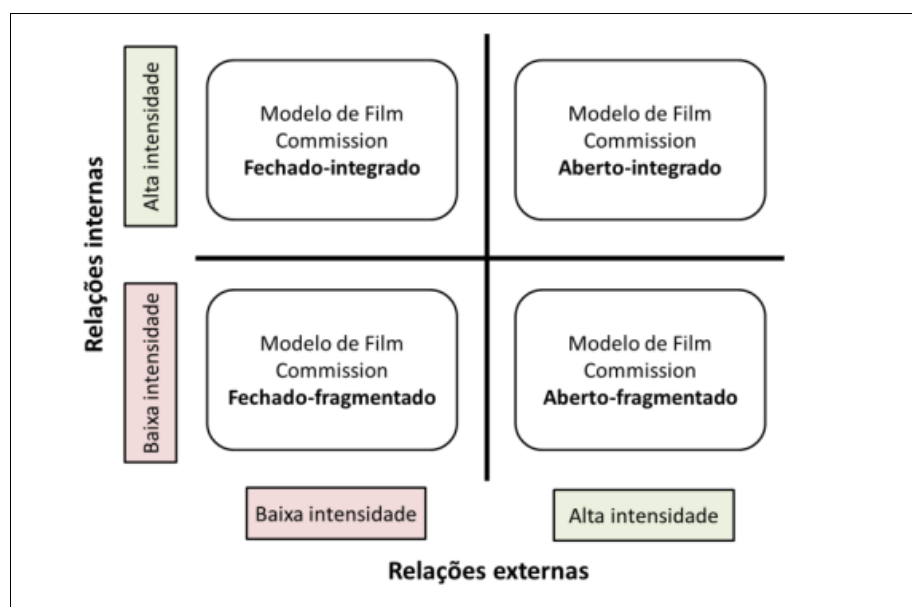 Relações internas
Alta intensidade
Modelo de Film
Commission
Fechado-integrado
Modelo de Film
Commission
Aberto-integrado
Baixa intensidade
Modelo de Film
Commission
Fechado-fragmentado
Modelo de Film
Commission
Aberto-fragmentado
Baixa intensidade
Alta intensidade
Relações externas